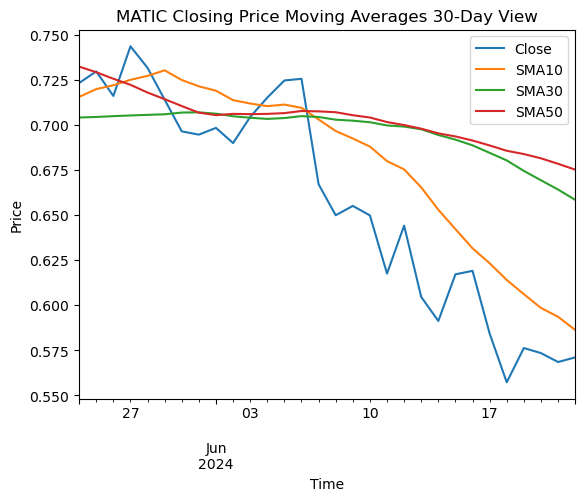 MATIC Closing Price Moving Averages 30-Day View
Close
SMA10
SMA30
SMA50
Price
0.750
0.725
0.700
0.675
0.650
0.625
0.600
0.575
0.550
27 03 10 17
Jun
2024
Time